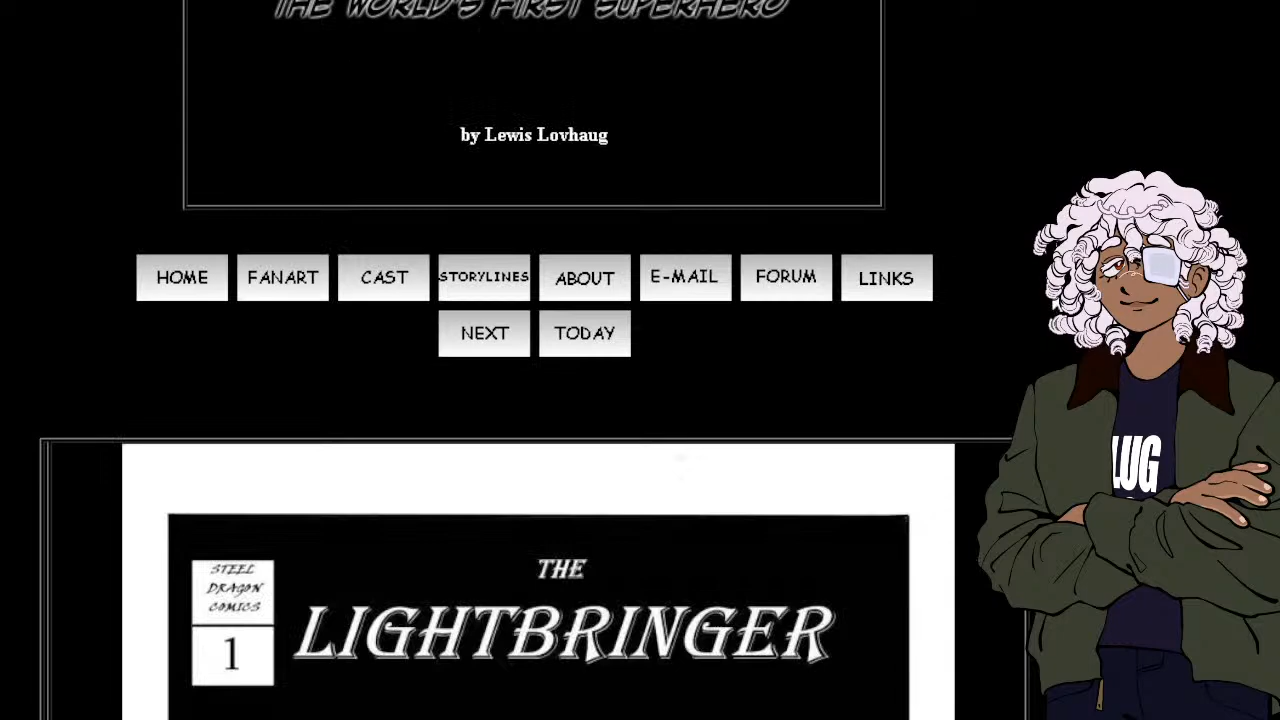 THE WORLD'S FIRST SUPERHERO
by Lewis Lovhaug
HOME FANART CAST STORYLINES ABOUT E-MAIL FORUM LINKS
NEXT TODAY
STEEL
DRAGON
COMICS
1
THE
LIGHTBRINGER
LUG